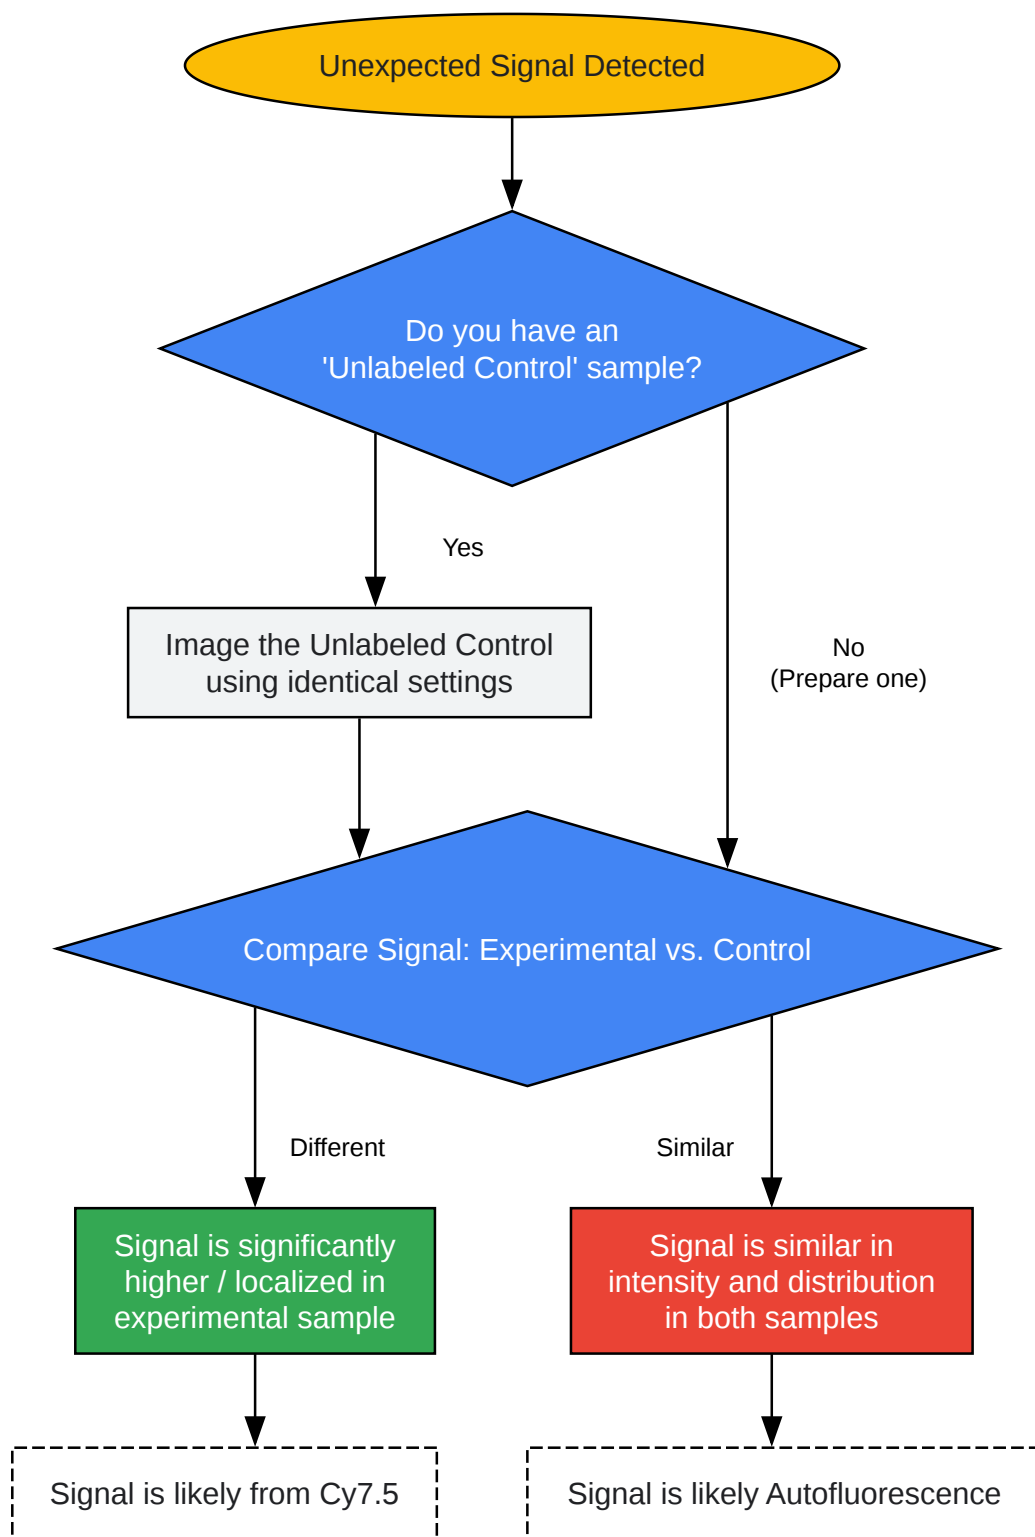 Unexpected Signal Detected
Do you have an
'Unlabeled Control' sample?
Yes
Image the Unlabeled Control
using identical settings
No
(Prepare one)
Compare Signal: Experimental vs. Control
Different
Similar
Signal is significantly
higher / localized in
experimental sample
Signal is similar in
intensity and distribution
in both samples
Signal is likely from Cy7.5
Signal is likely Autofluorescence